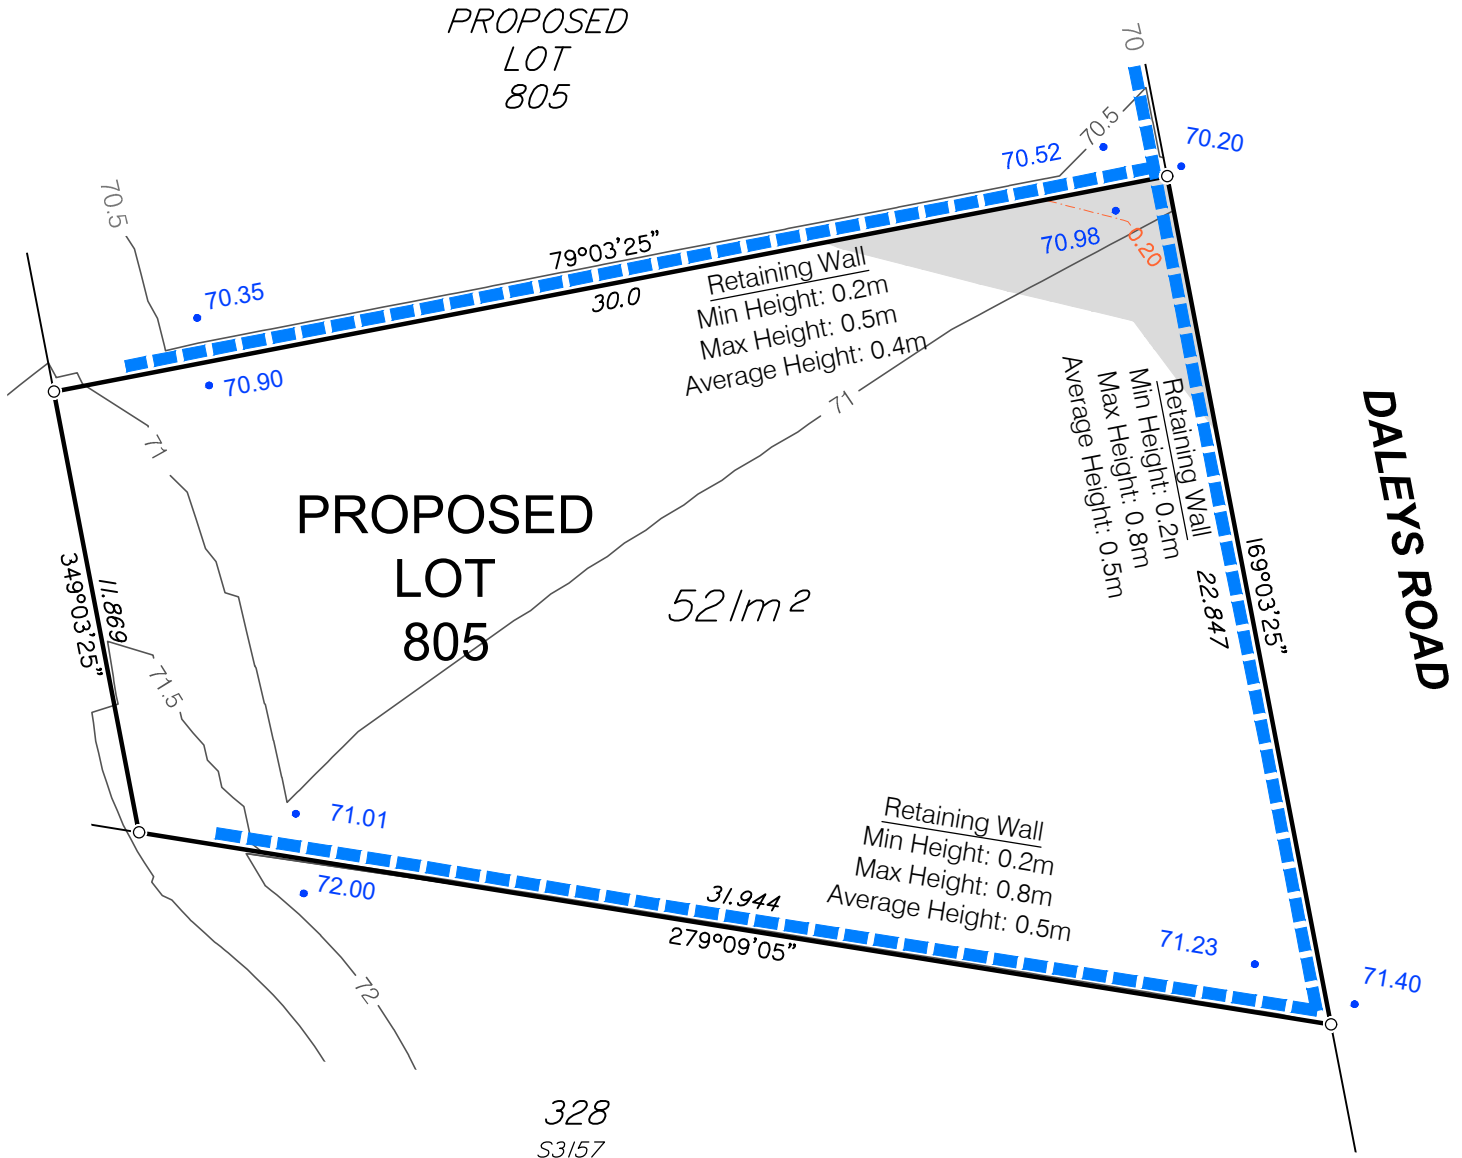 PROPOSED
LOT
805
70
70.5
70.52
70.20
70.5
79°03'25"
70.98
0.20
70.35
30.0
Retaining Wall
Min Height: 0.2m
Max Height: 0.5m
Average Height: 0.4m
70.90
71
71
Retaining Wall
Min Height: 0.2m
Max Height: 0.8m
Average Height: 0.5m
DALEYS ROAD
PROPOSED
LOT
805
521m²
349°03'25"
11.869
169°03'25"
22.847
71.5
71.01
Retaining Wall
Min Height: 0.2m
Max Height: 0.8m
Average Height: 0.5m
72.00
31.944
279°09'05"
71.23
71.40
72
328
S3157